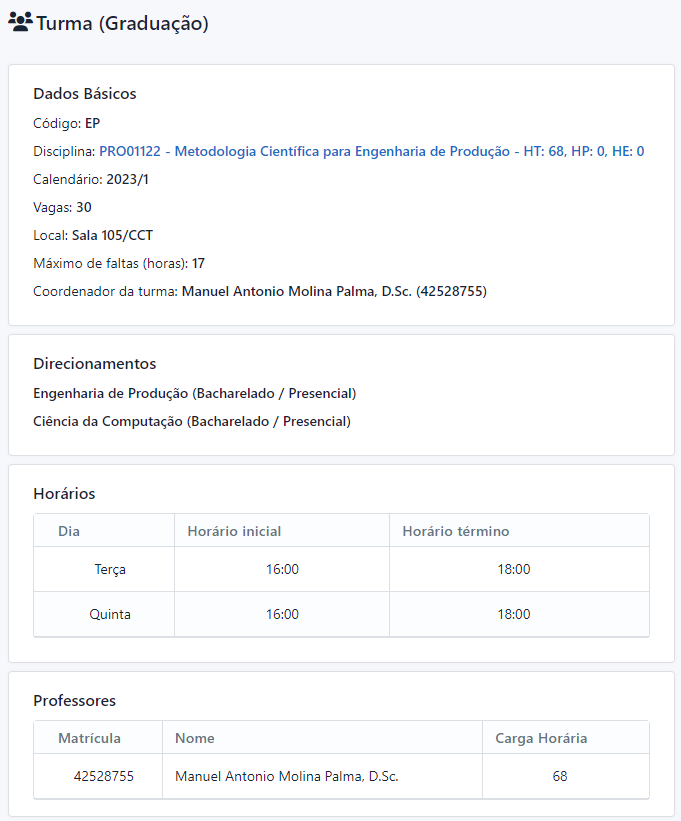 Turma (Graduação)
Dados Básicos
Código: EP
Disciplina: PRO01122 - Metodologia Científica para Engenharia de Produção - HT: 68, HP: 0, HE: 0
Calendário: 2023/1
Vagas: 30
Local: Sala 105/CCT
Máximo de faltas (horas): 17
Coordenador da turma: Manuel Antonio Molina Palma, D.Sc. (42528755)
Direcionamentos
Engenharia de Produção (Bacharelado / Presencial)
Ciência da Computação (Bacharelado / Presencial)
Horários
Dia Horário inicial Horário término
Terça 16:00 18:00
Quinta 16:00 18:00
Professores
Matrícula Nome Carga Horária
42528755 Manuel Antonio Molina Palma, D.Sc. 68